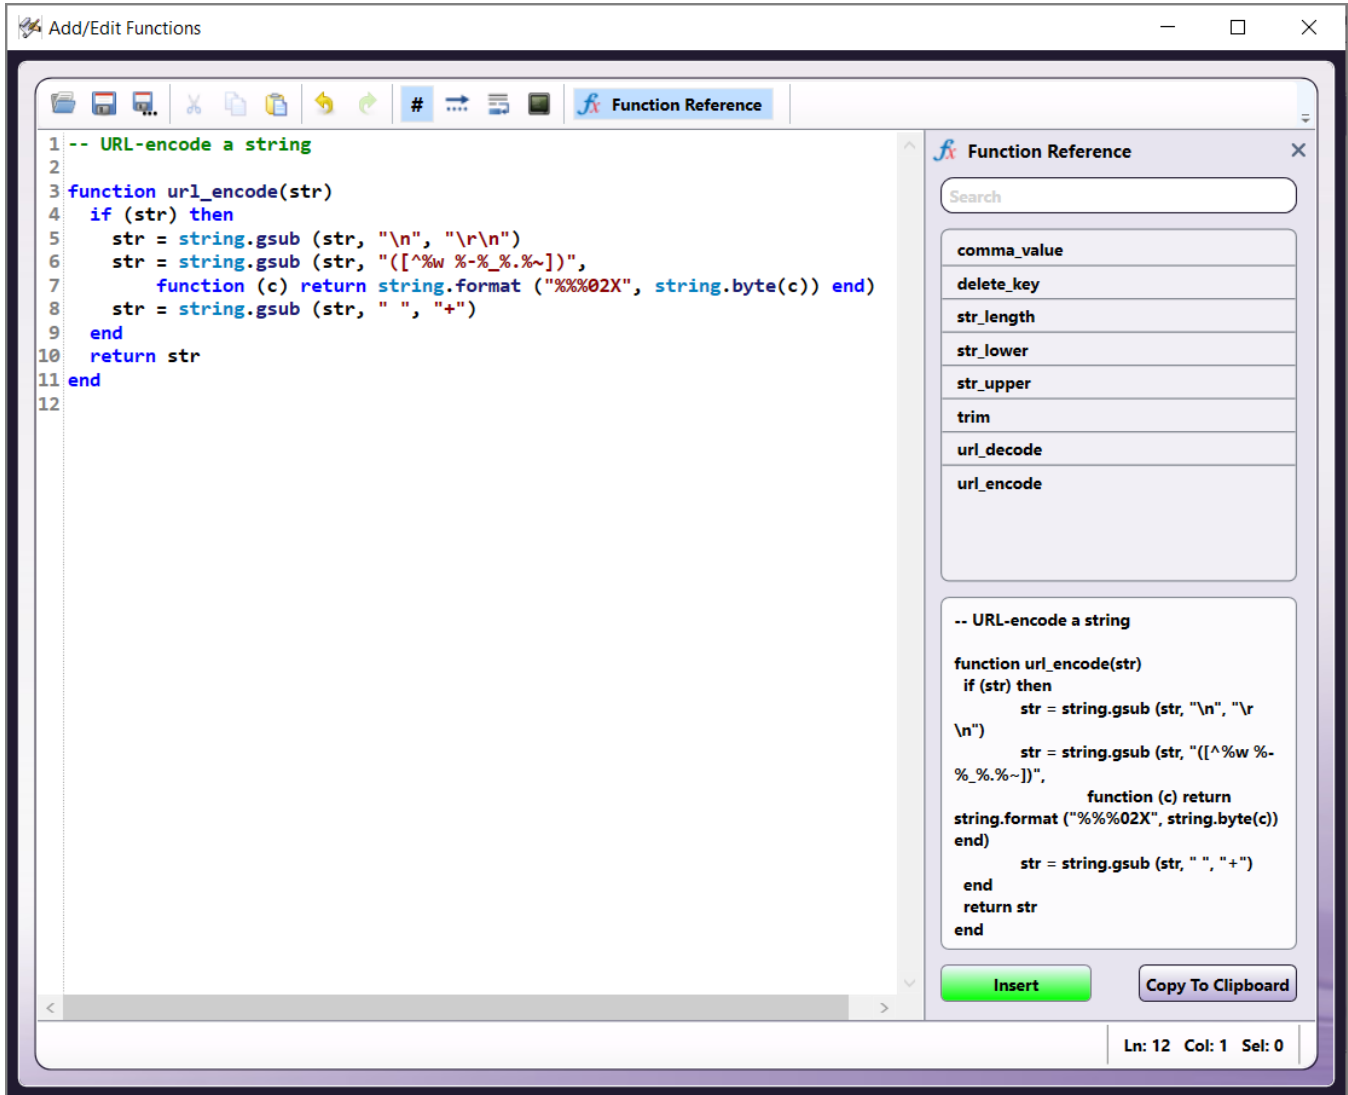 Add/Edit Functions
# fx Function Reference
1 -- URL-encode a string
2
3 function url_encode(str)
4   if (str) then
5     str = string.gsub (str, "\n", "\r\n")
6     str = string.gsub (str, "([^%w %-%_%.%~])",
7         function (c) return string.format ("%%%02X", string.byte(c)) end)
8     str = string.gsub (str, " ", "+")
9   end
10   return str
11 end
12
fx Function Reference
Search
comma_value
delete_key
str_length
str_lower
str_upper
trim
url_decode
url_encode
-- URL-encode a string
function url_encode(str)
  if (str) then
        str = string.gsub (str, "\n", "\r
\n")
        str = string.gsub (str, "([^%w %-
%_%.%~])",
                function (c) return
string.format ("%%%02X", string.byte(c))
end)
        str = string.gsub (str, " ", "+")
  end
  return str
end
Insert
Copy To Clipboard
Ln: 12 Col: 1 Sel: 0